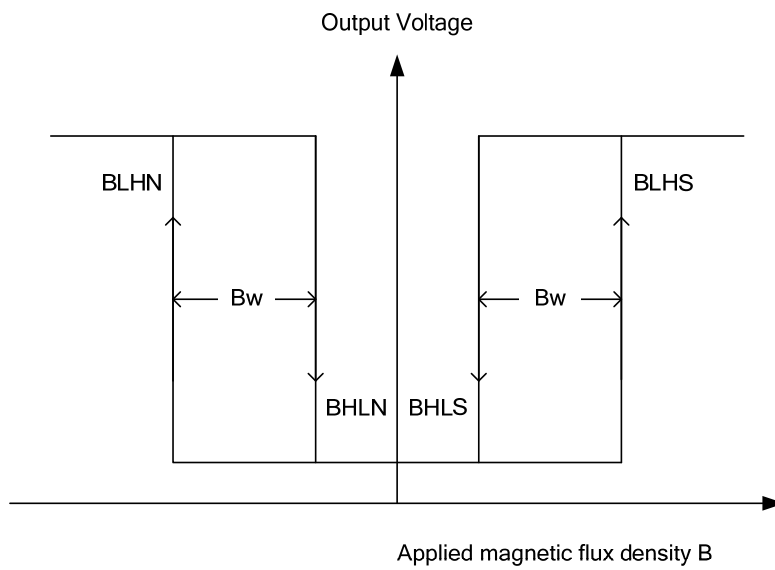 Output Voltage
BLHN
BLHS
Bw
Bw
BHLN
BHLS
Applied magnetic flux density B